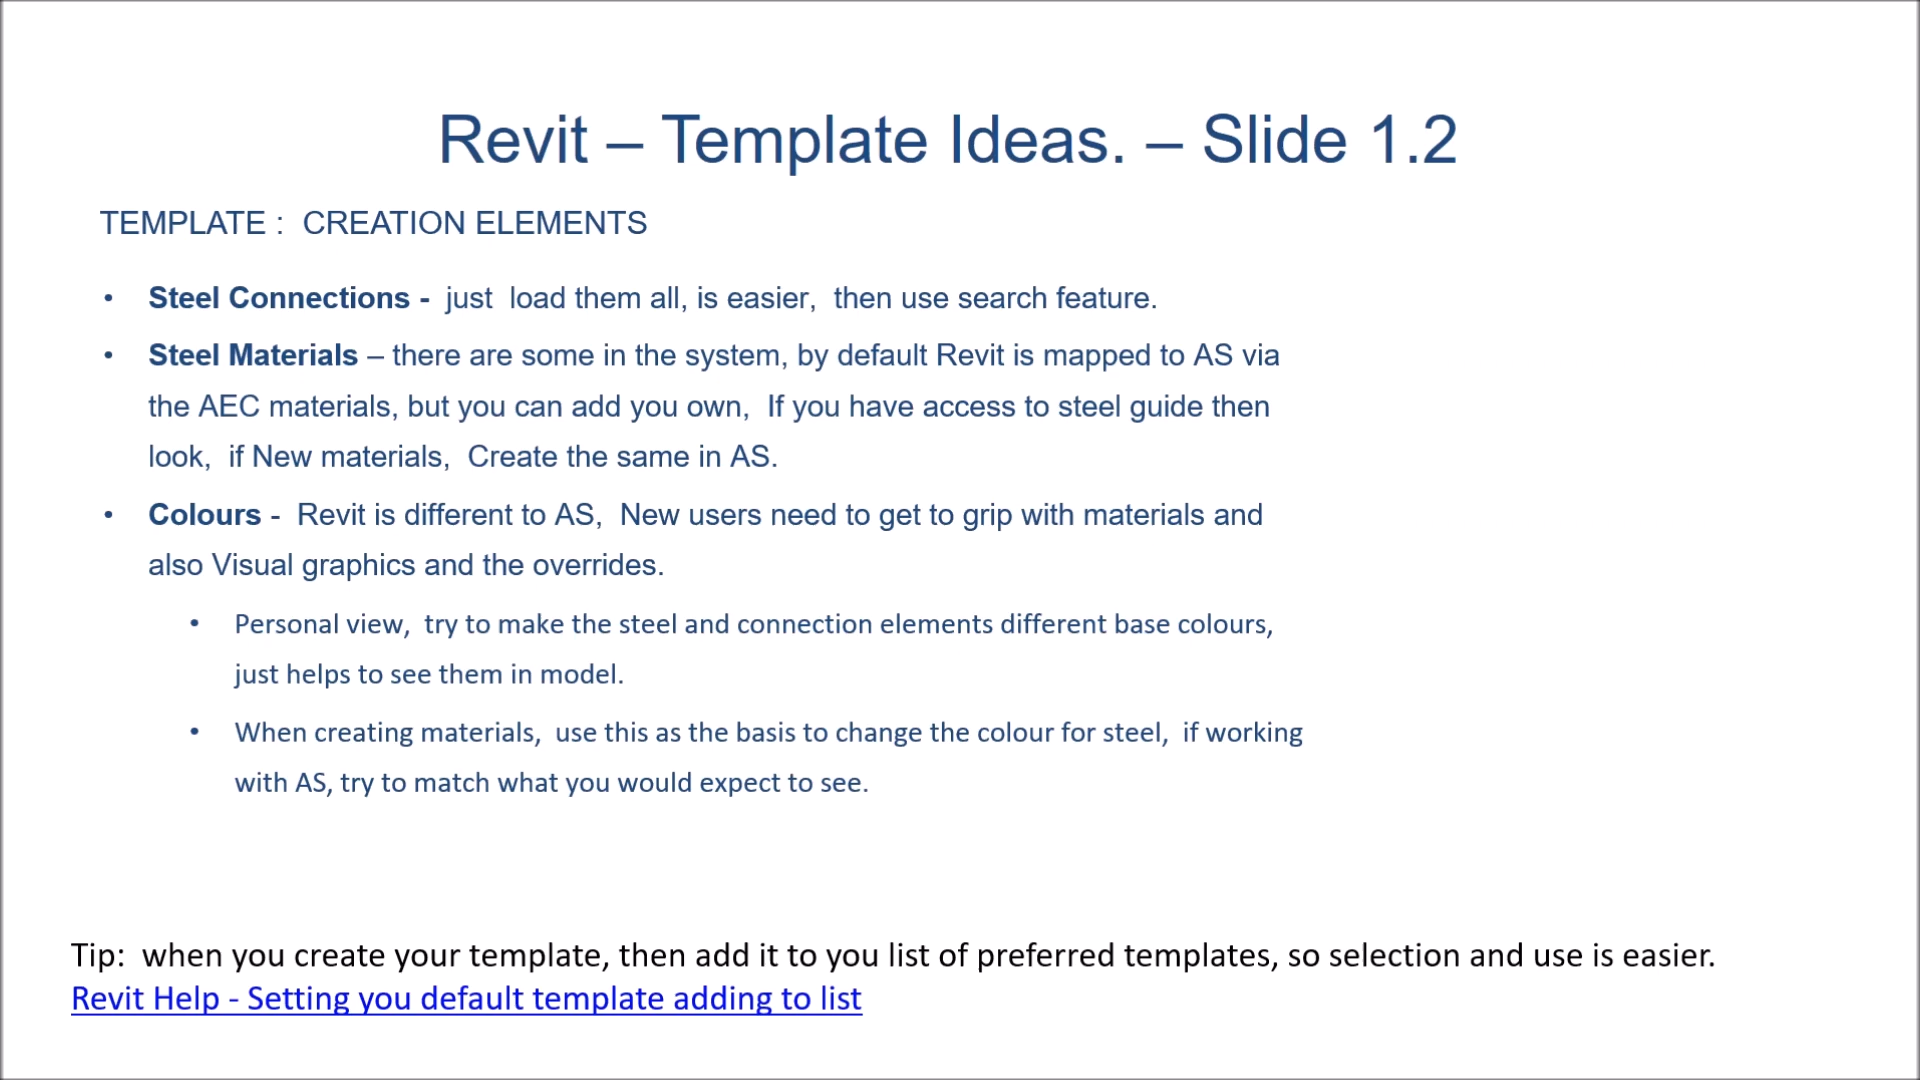 Revit – Template Ideas. – Slide 1.2
TEMPLATE :  CREATION ELEMENTS
• Steel Connections -  just  load them all, is easier,  then use search feature.
• Steel Materials – there are some in the system, by default Revit is mapped to AS via
the AEC materials, but you can add you own,  If you have access to steel guide then
look,  if New materials,  Create the same in AS.
• Colours -  Revit is different to AS,  New users need to get to grip with materials and
also Visual graphics and the overrides.
• Personal view,  try to make the steel and connection elements different base colours,
just helps to see them in model.
• When creating materials,  use this as the basis to change the colour for steel,  if working
with AS, try to match what you would expect to see.
Tip:  when you create your template, then add it to you list of preferred templates, so selection and use is easier.
Revit Help - Setting you default template adding to list